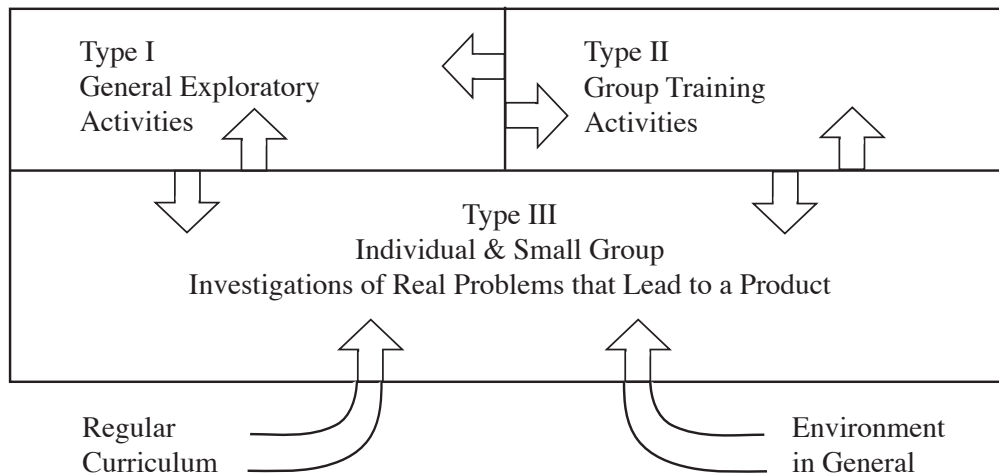 Type I
General Exploratory
Activities
Type II
Group Training
Activities
Type III
Individual & Small Group
Investigations of Real Problems that Lead to a Product
Regular
Curriculum
Environment
in General